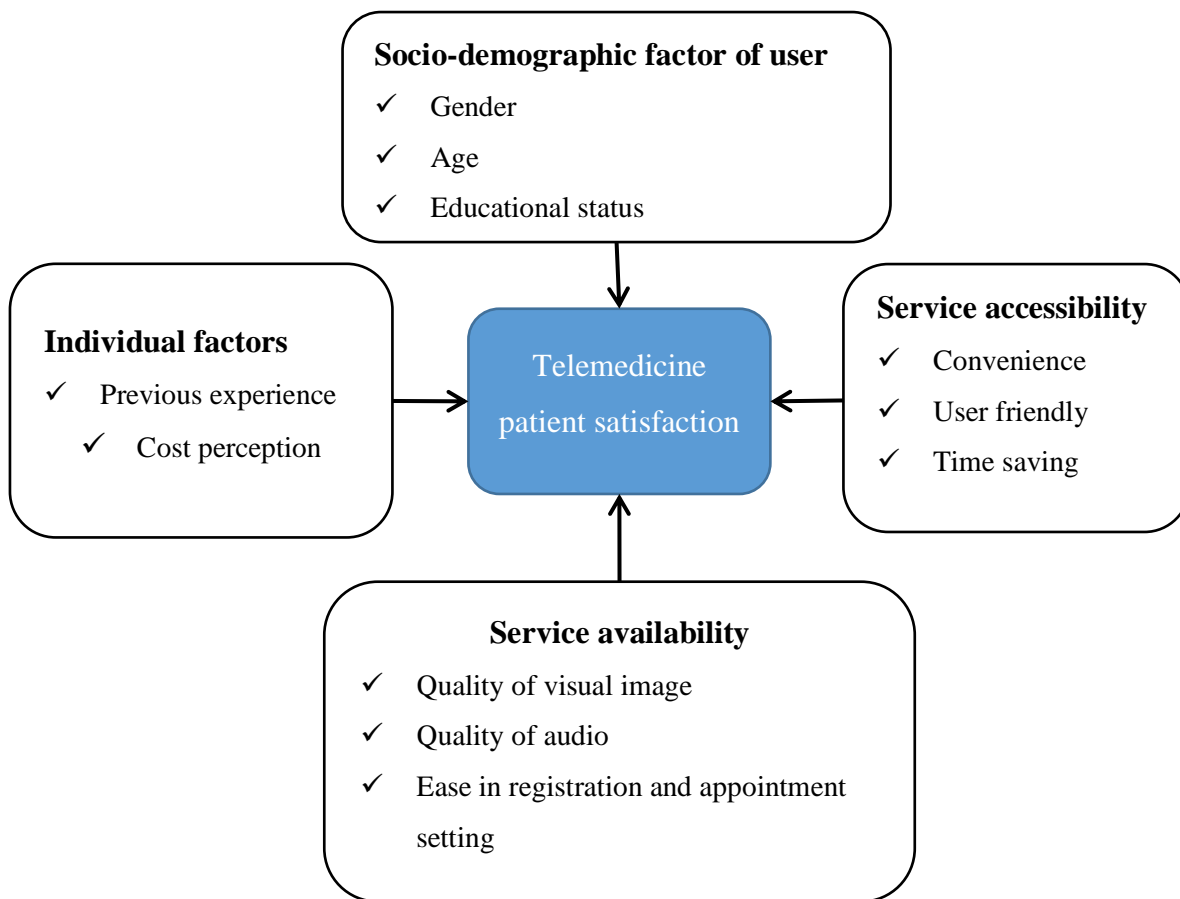 Socio-demographic factor of user
✓ Gender
✓ Age
✓ Educational status
Individual factors
✓ Previous experience
✓ Cost perception
Telemedicine
patient satisfaction
Service accessibility
✓ Convenience
✓ User friendly
✓ Time saving
Service availability
✓ Quality of visual image
✓ Quality of audio
✓ Ease in registration and appointment
setting